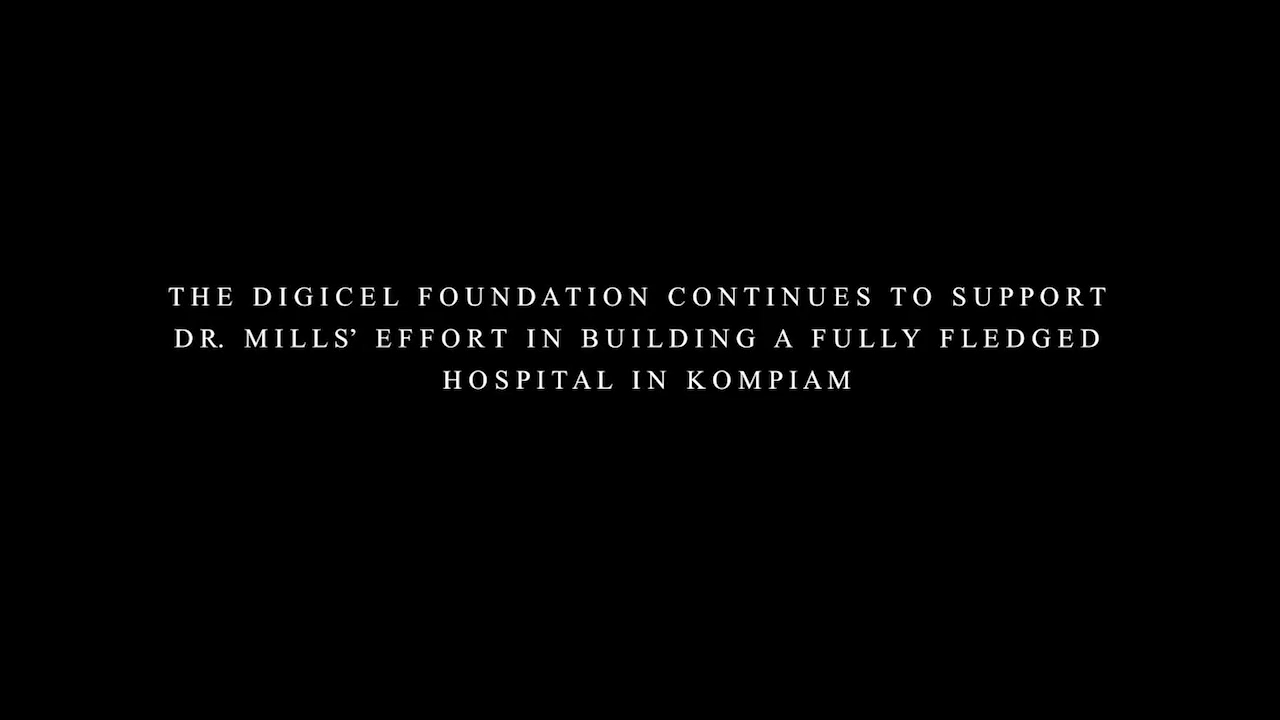 THE DIGICEL FOUNDATION CONTINUES TO SUPPORT
DR. MILLS’ EFFORT IN BUILDING A FULLY FLEDGED
HOSPITAL IN KOMPIAM